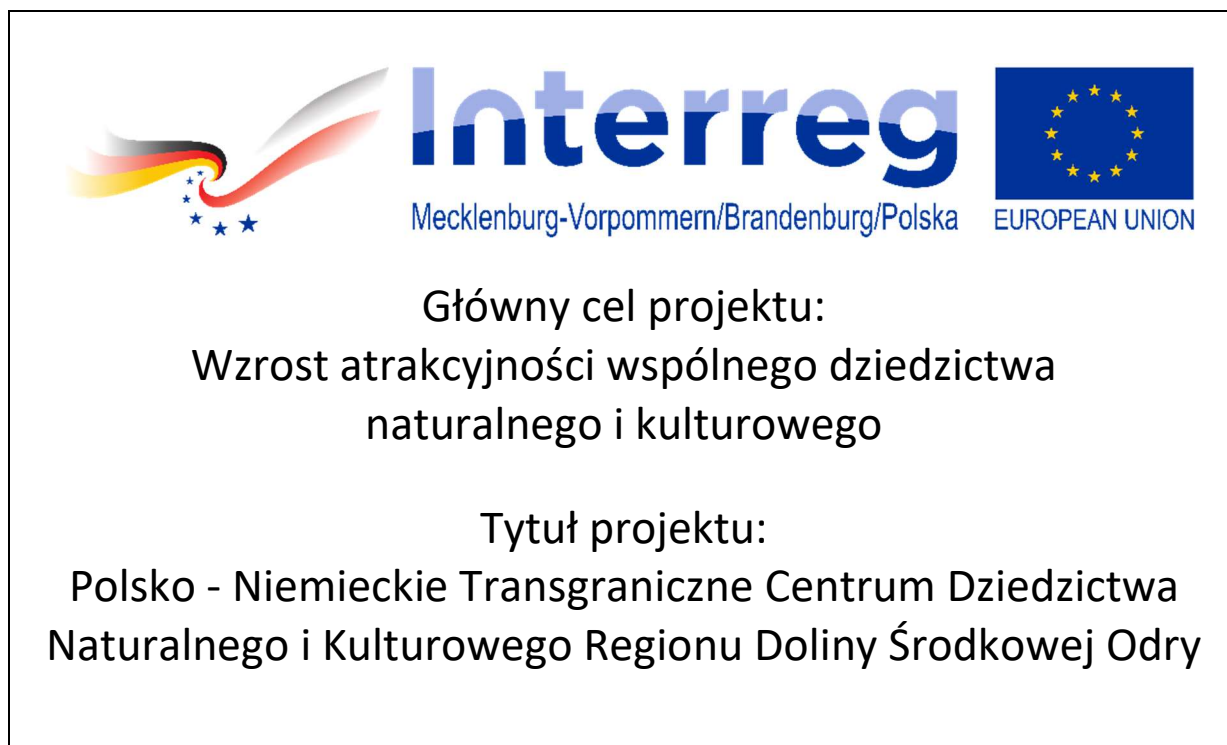 Interreg
Mecklenburg-Vorpommern/Brandenburg/Polska
EUROPEAN UNION
Główny cel projektu:
Wzrost atrakcyjności wspólnego dziedzictwa
naturalnego i kulturowego
Tytuł projektu:
Polsko - Niemieckie Transgraniczne Centrum Dziedzictwa
Naturalnego i Kulturowego Regionu Doliny Środkowej Odry